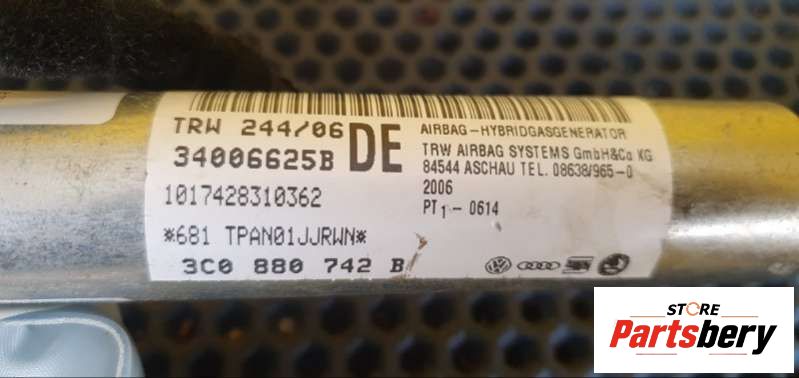 TRW 244/06
34006625B
DE
1017428310362
*681 TPAN01JJRWN*
3C0 880 742 B
AIRBAG-HYBRIDGASGENERATOR
TRW AIRBAG SYSTEMS GmbH&Co KG
84544 ASCHAU TEL. 08638/965-0
2006
PT1-0614
STORE
Partsbery